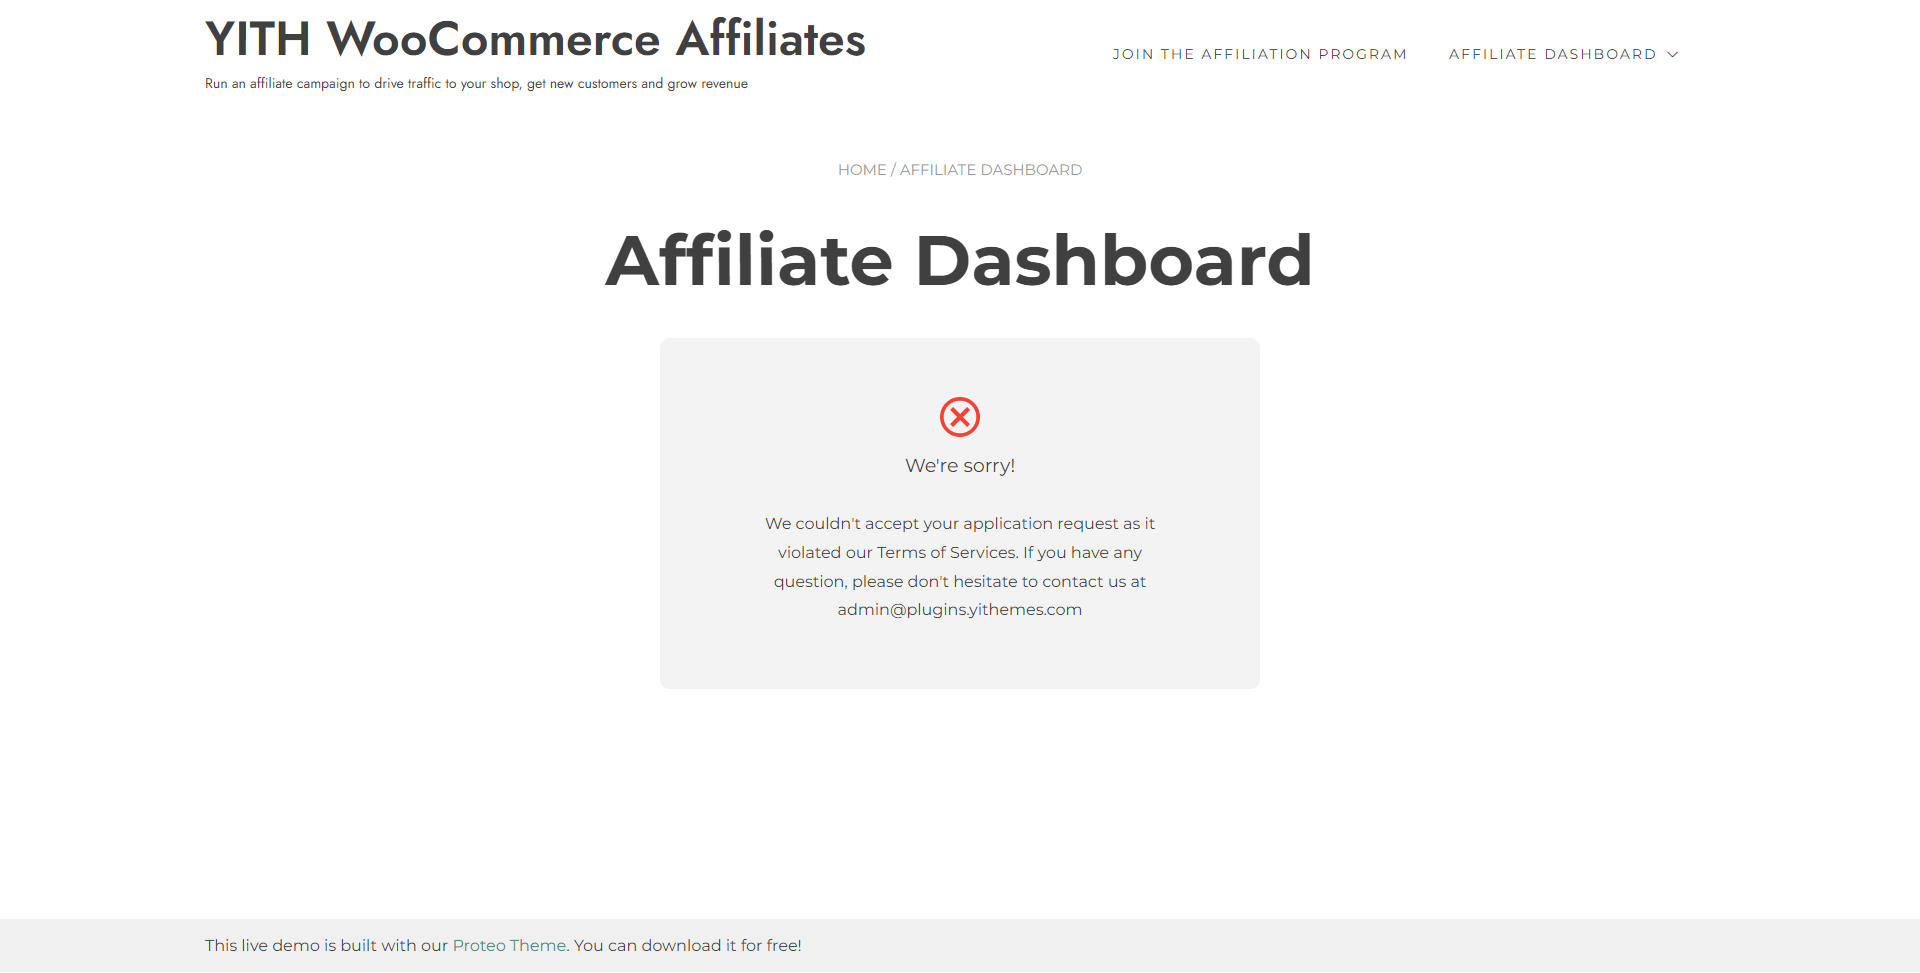 YITH WooCommerce Affiliates
Run an affiliate campaign to drive traffic to your shop, get new customers and grow revenue
JOIN THE AFFILIATION PROGRAM
AFFILIATE DASHBOARD
HOME / AFFILIATE DASHBOARD
Affiliate Dashboard
We're sorry!
We couldn't accept your application request as it
violated our Terms of Services. If you have any
question, please don't hesitate to contact us at
admin@plugins.yithemes.com
This live demo is built with our Proteo Theme. You can download it for free!